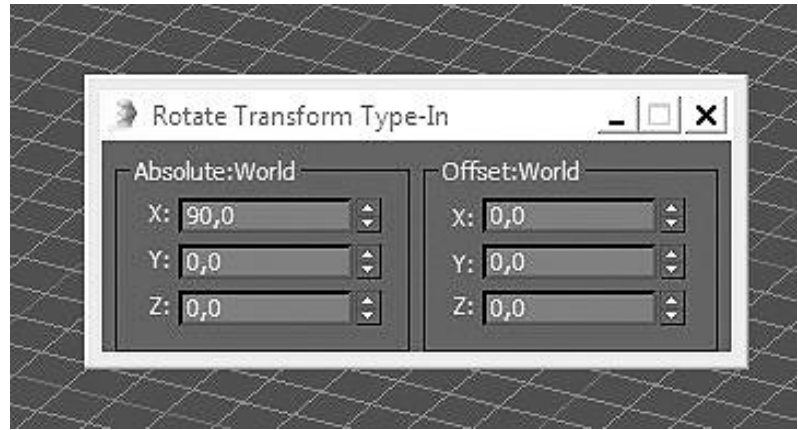 Rotate Transform Type-In
Absolute:World
X: 90,0
Y: 0,0
Z: 0,0
Offset:World
X: 0,0
Y: 0,0
Z: 0,0